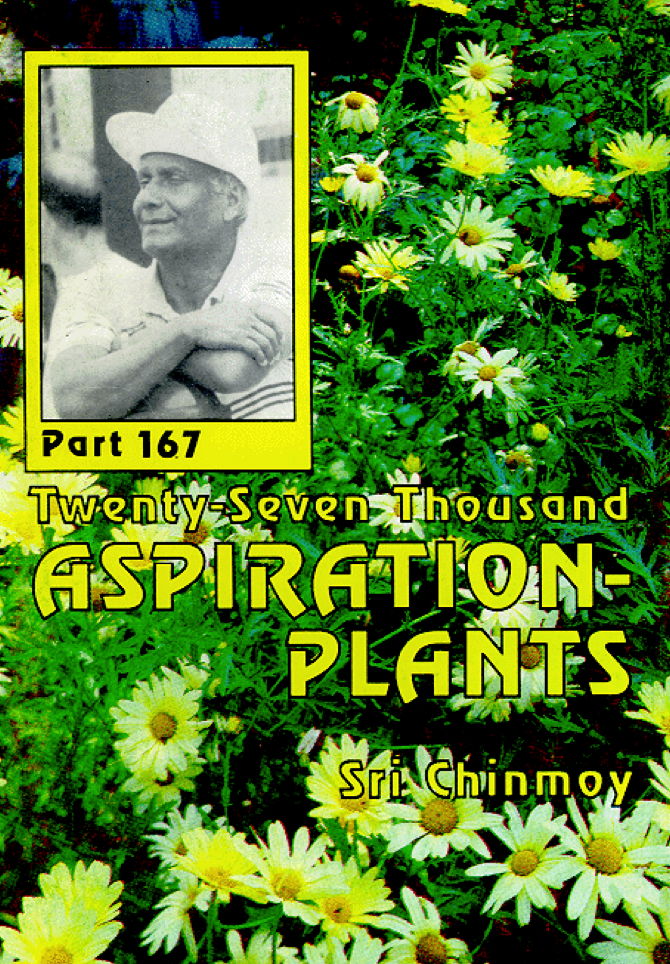 Part 167
Twenty-Seven Thousand
ASPIRATION-
PLANTS
Sri Chinmoy